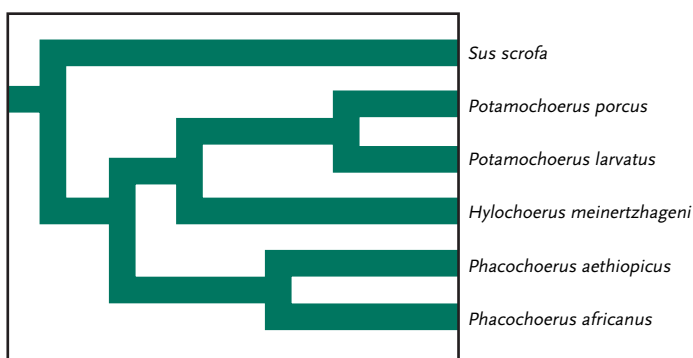 Sus scrofa
Potamochoerus porcus
Potamochoerus larvatus
Hylochoerus meinertzhageni
Phacochoerus aethiopicus
Phacochoerus africanus